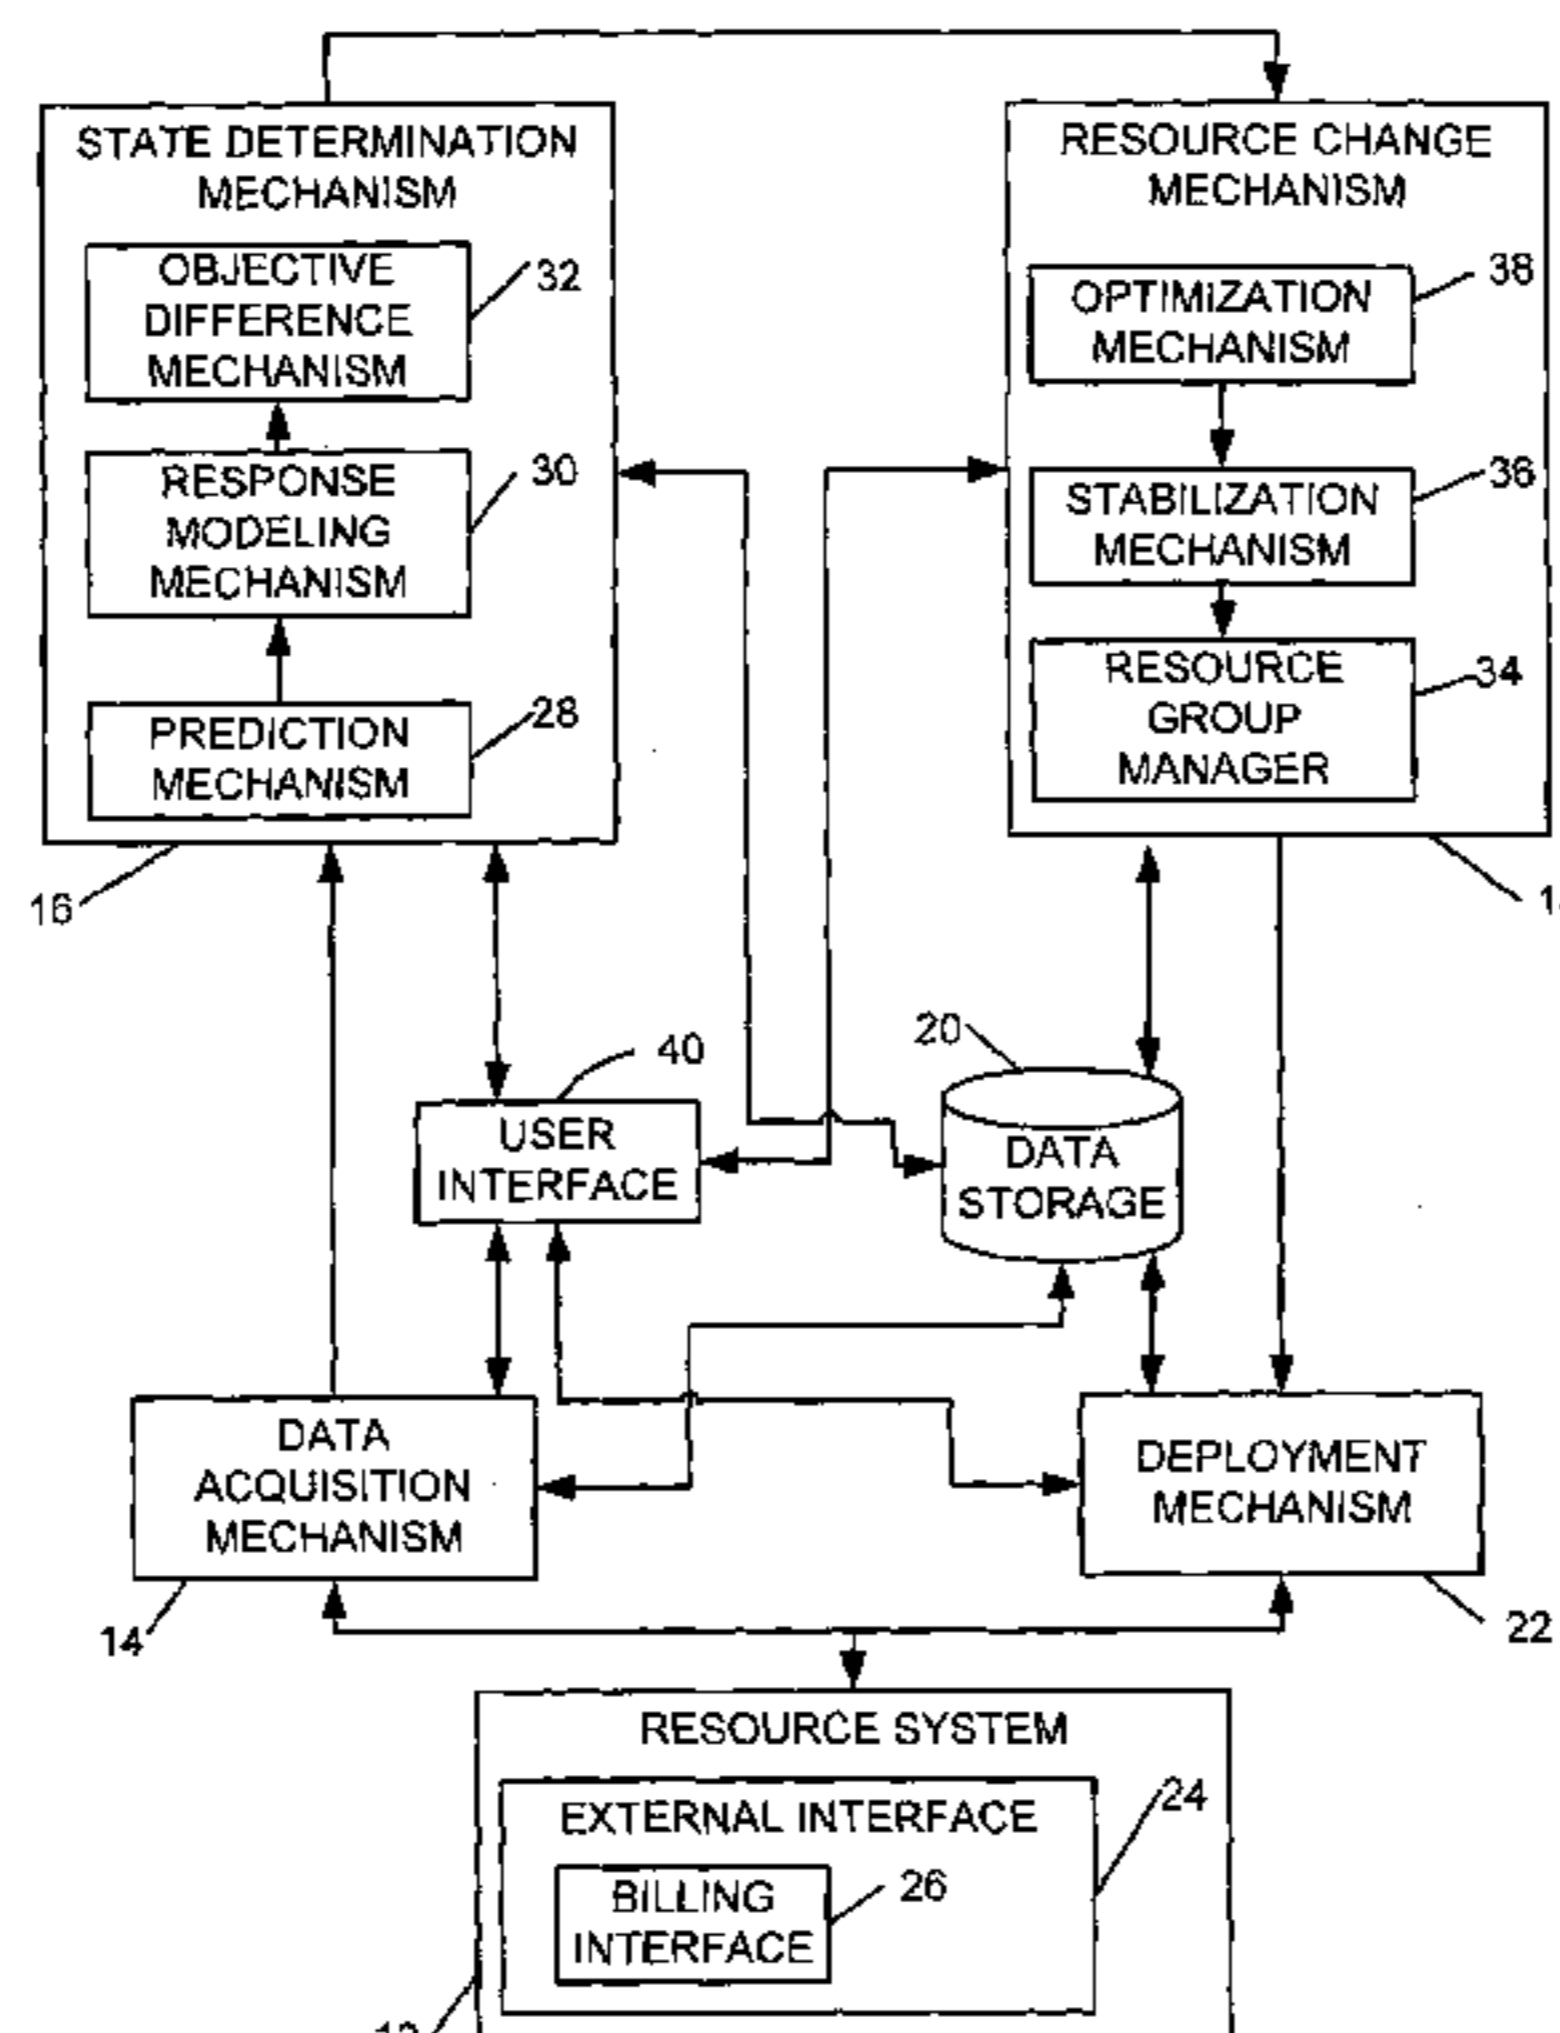 STATE DETERMINATION
MECHANISM
OBJECTIVE
DIFFERENCE
MECHANISM
32
RESPONSE
MODELING
MECHANISM
30
PREDICTION
MECHANISM
28
16
RESOURCE CHANGE
MECHANISM
OPTIMIZATION
MECHANISM
38
STABILIZATION
MECHANISM
36
RESOURCE
GROUP
MANAGER
34
40
USER
INTERFACE
20
DATA
STORAGE
DATA
ACQUISITION
MECHANISM
14
DEPLOYMENT
MECHANISM
22
RESOURCE SYSTEM
EXTERNAL INTERFACE
24
BILLING
INTERFACE
26